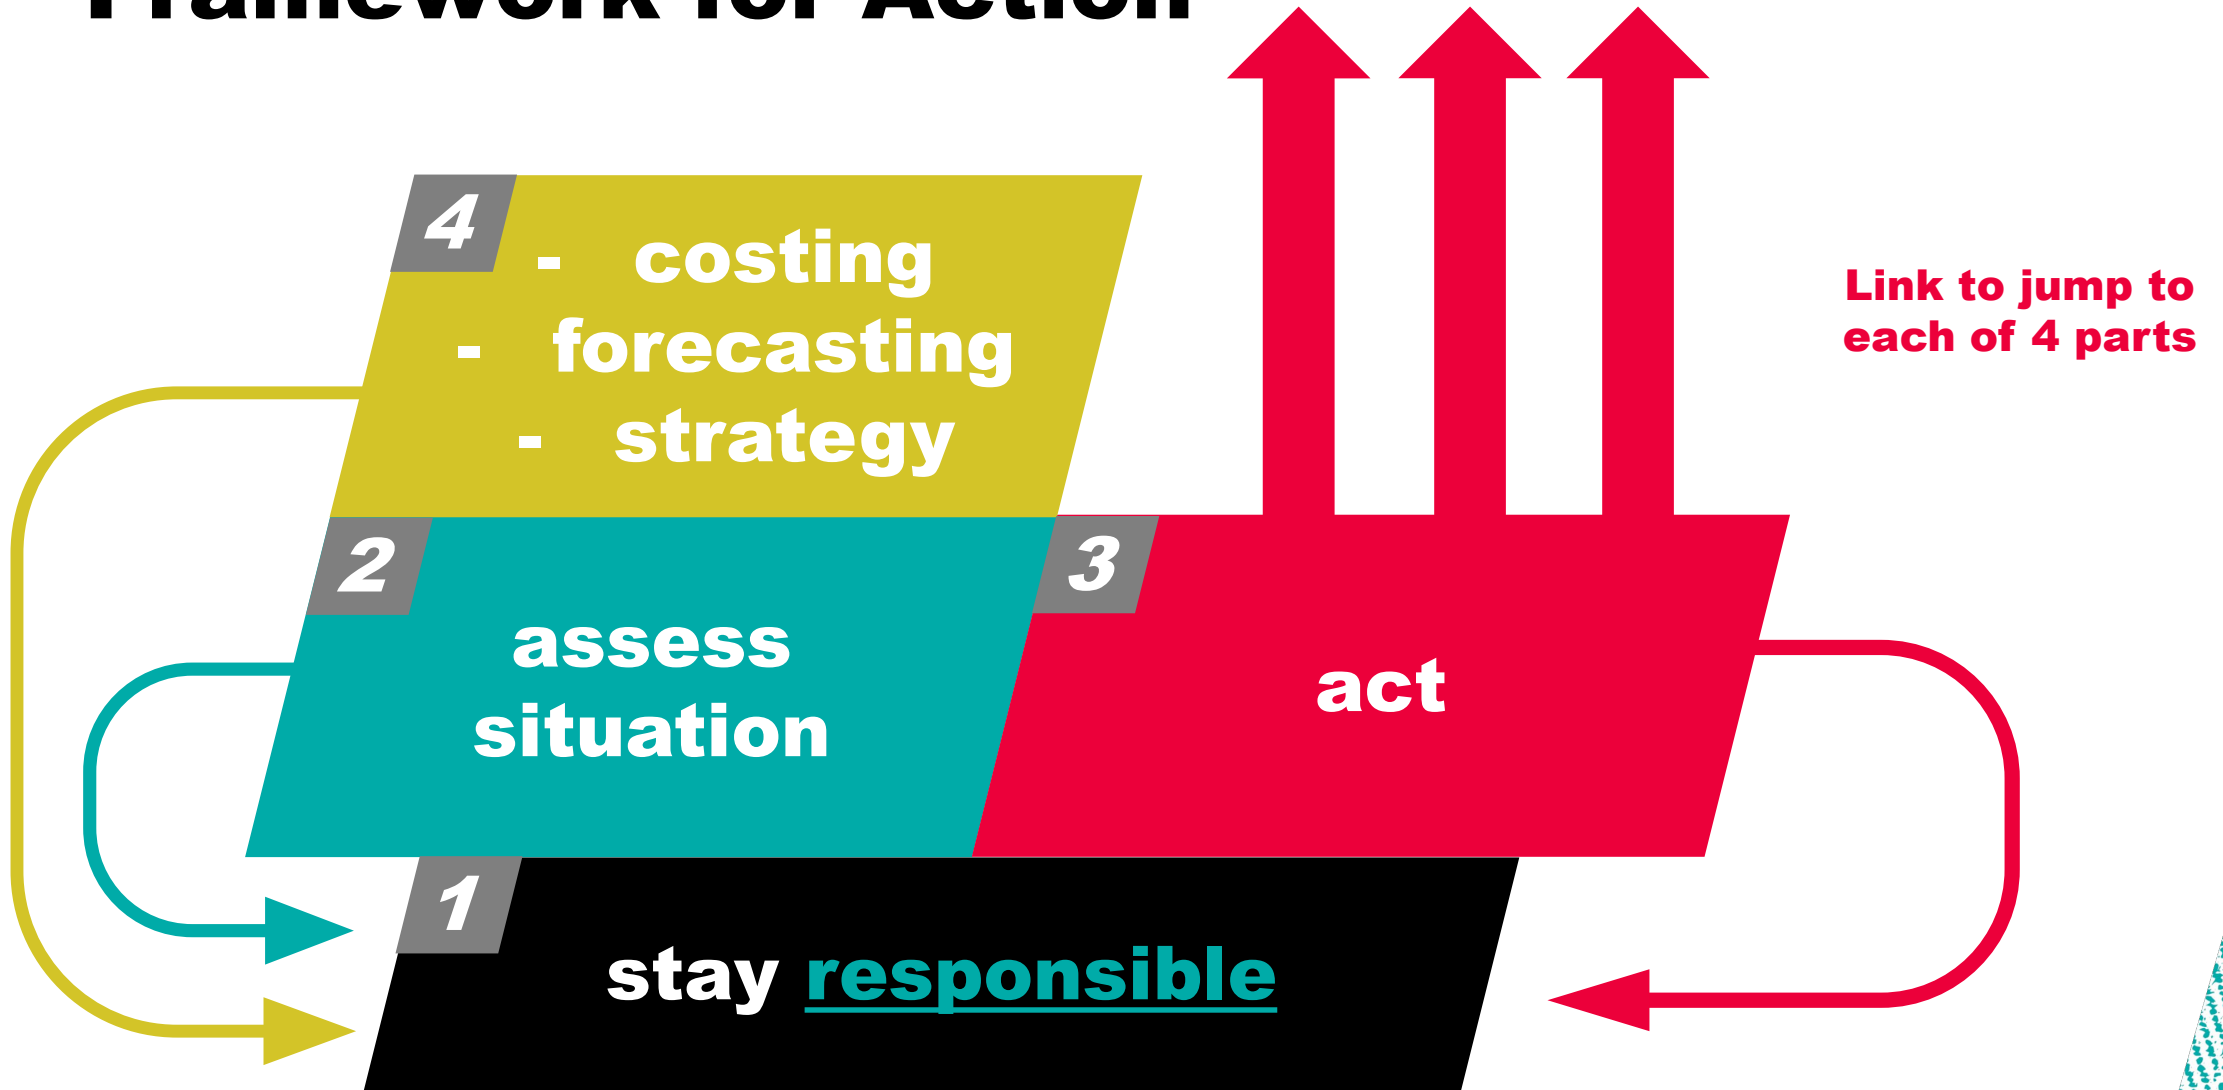 Framework for Action
4
- costing
- forecasting
- strategy
Link to jump to
each of 4 parts
2
assess
situation
3
act
1
stay responsible